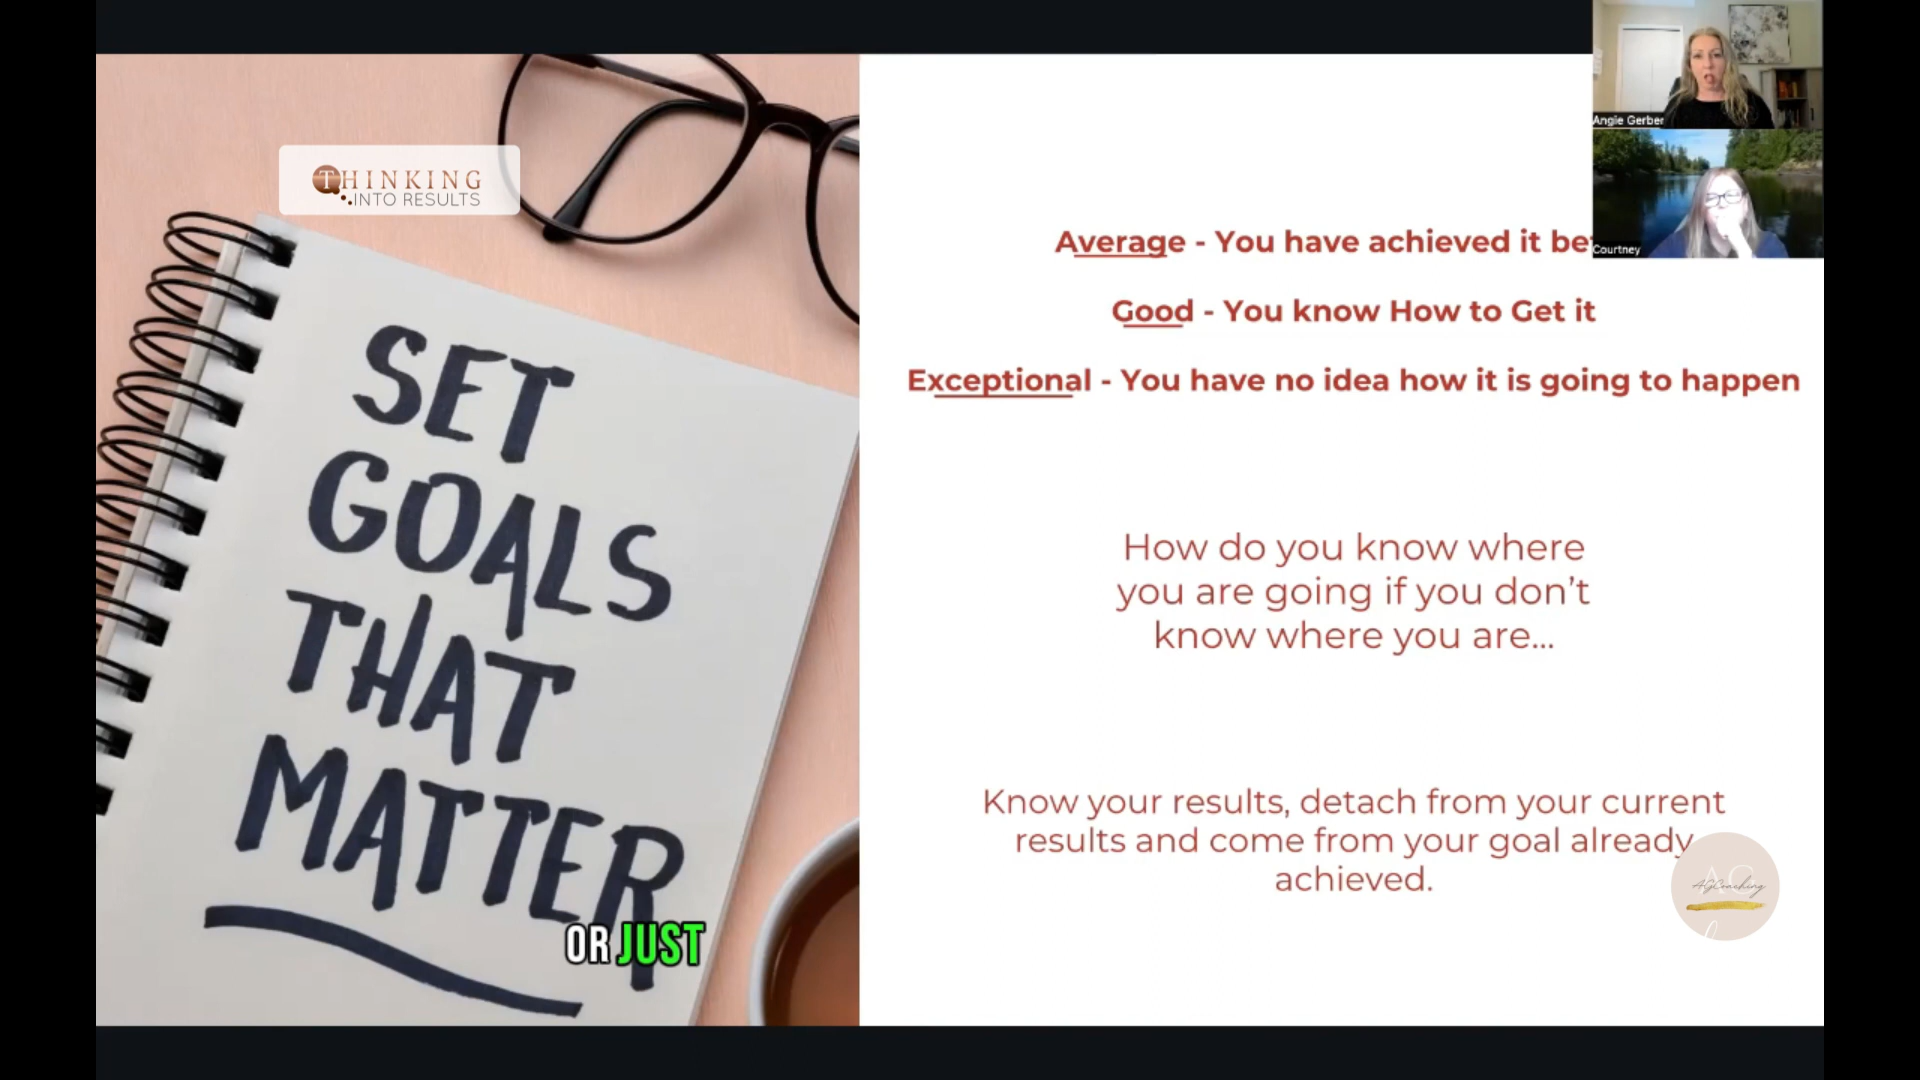 THINKING
INTO RESULTS
SET
GOALS
THAT
MATTER
OR JUST
Average - You have achieved it be
Good - You know How to Get it
Exceptional - You have no idea how it is going to happen
How do you know where
you are going if you don’t
know where you are...
Know your results, detach from your current
results and come from your goal already
achieved.
Angie Gerber
Courtney
AG
AGCoaching